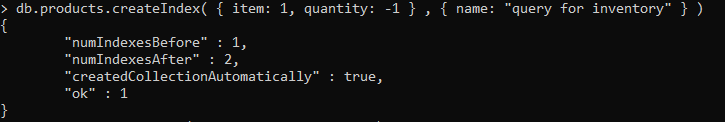 > db.products.createIndex( { item: 1, quantity: -1 } , { name: "query for inventory" } )
{
        "numIndexesBefore" : 1,
        "numIndexesAfter" : 2,
        "createdCollectionAutomatically" : true,
        "ok" : 1
}